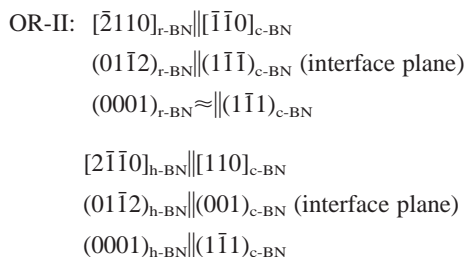 OR-II: [2̄110]r-BN||[1̄1̄0]c-BN
(011̄2)r-BN||(11̄1̄)c-BN (interface plane)
(0001)r-BN≈||(11̄1)c-BN
[21̄1̄0]h-BN||[110]c-BN
(011̄2)h-BN||(001)c-BN (interface plane)
(0001)h-BN||(11̄1)c-BN